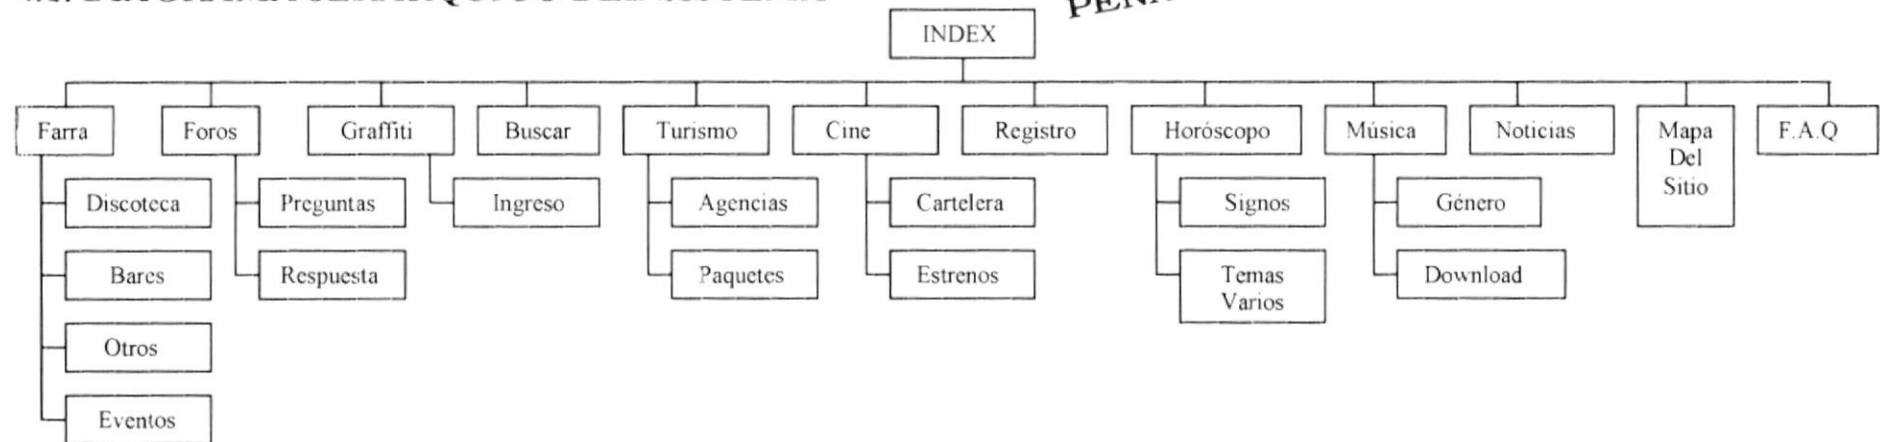 INDEX
Farra
Foros
Graffiti
Buscar
Turismo
Cine
Registro
Horóscopo
Música
Noticias
Mapa
Del
Sitio
F.A.Q
Discoteca
Preguntas
Ingreso
Agencias
Cartelera
Signos
Género
Bares
Respuesta
Paquetes
Estrenos
Temas
Varios
Download
Otros
Eventos